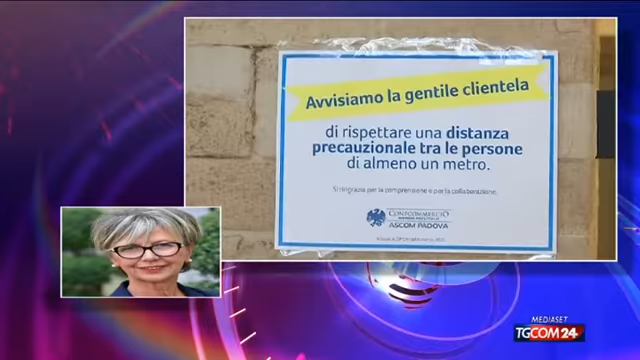 Avvisiamo la gentile clientela
di rispettare una distanza
precauzionale tra le persone
di almeno un metro.
Si ringrazia per la comprensione e per la collaborazione.
CONFCOMMERCIO
ASCOM PADOVA
MEDIASET
TGCOM24